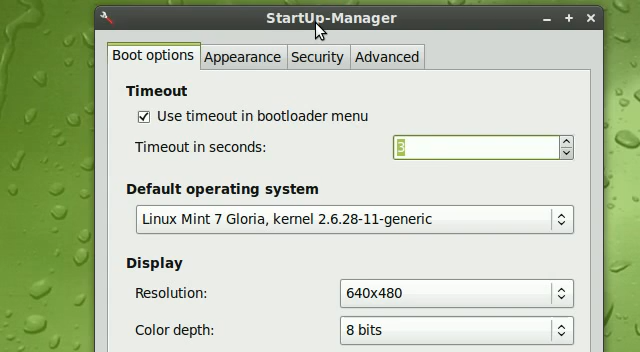 StartUp-Manager
Boot options Appearance Security Advanced
Timeout
Use timeout in bootloader menu
Timeout in seconds: 3
Default operating system
Linux Mint 7 Gloria, kernel 2.6.28-11-generic
Display
Resolution: 640x480
Color depth: 8 bits